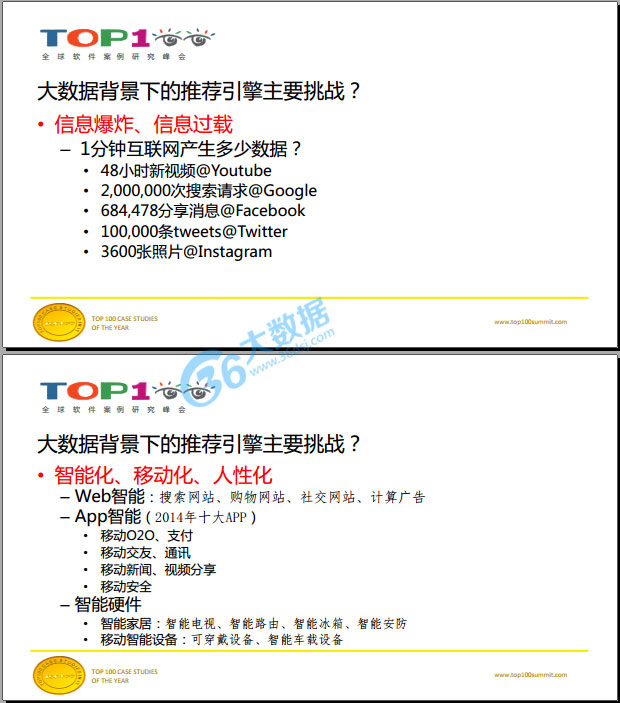 TOP100
全球软件案例研究峰会
大数据背景下的推荐引擎主要挑战？
• 信息爆炸、信息过载
– 1分钟互联网产生多少数据？
• 48小时新视频@Youtube
• 2,000,000次搜索请求@Google
• 684,478分享消息@Facebook
• 100,000条tweets@Twitter
• 3600张照片@Instagram
TOP 100 CASE STUDIES
OF THE YEAR
www.top100summit.com
36大数据
www.36dsj.com
TOP100
全球软件案例研究峰会
大数据背景下的推荐引擎主要挑战？
• 智能化、移动化、人性化
– Web智能：搜索网站、购物网站、社交网站、计算广告
– App智能（2014年十大APP）
• 移动O2O、支付
• 移动交友、通讯
• 移动新闻、视频分享
• 移动安全
– 智能硬件
• 智能家居：智能电视、智能路由、智能冰箱、智能安防
• 移动智能设备：可穿戴设备、智能车载设备
TOP 100 CASE STUDIES
OF THE YEAR
www.top100summit.com